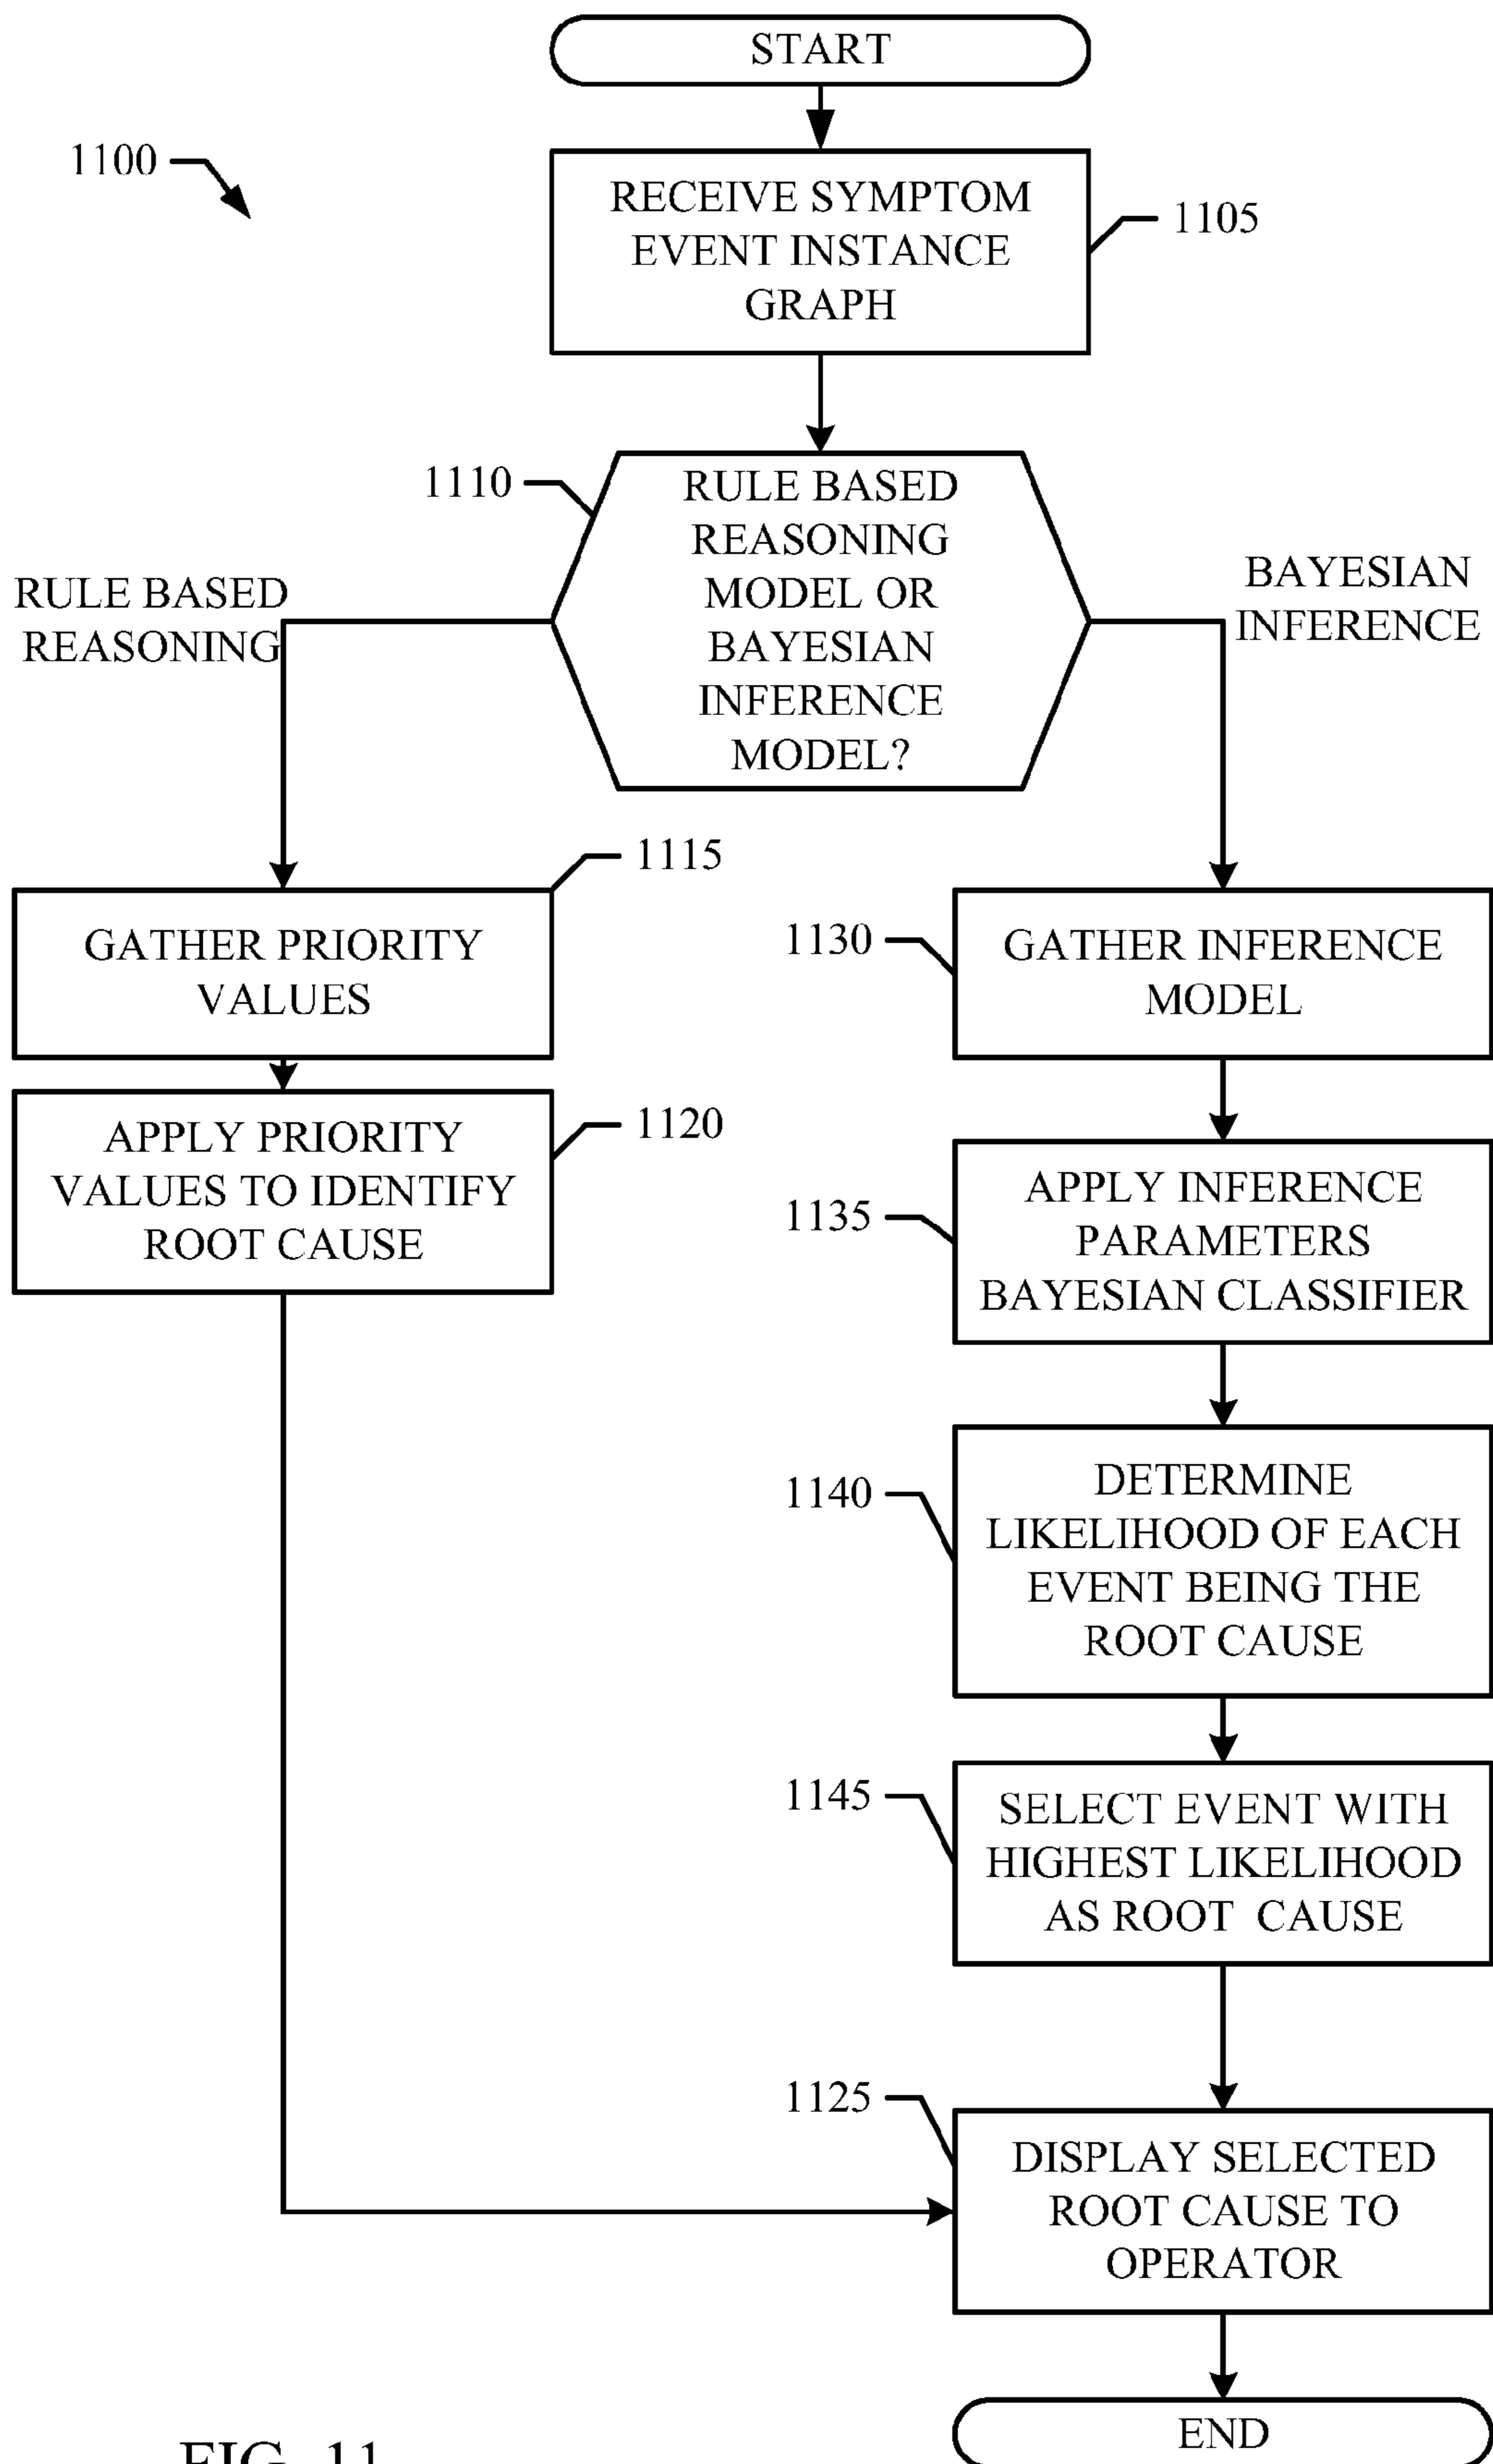 START
1100
RECEIVE SYMPTOM
EVENT INSTANCE
GRAPH
1105
1110
RULE BASED
REASONING
MODEL OR
BAYESIAN
INFERENCE
MODEL?
RULE BASED
REASONING
BAYESIAN
INFERENCE
1115
GATHER PRIORITY
VALUES
1120
APPLY PRIORITY
VALUES TO IDENTIFY
ROOT CAUSE
1130
GATHER INFERENCE
MODEL
1135
APPLY INFERENCE
PARAMETERS
BAYESIAN CLASSIFIER
1140
DETERMINE
LIKELIHOOD OF EACH
EVENT BEING THE
ROOT CAUSE
1145
SELECT EVENT WITH
HIGHEST LIKELIHOOD
AS ROOT CAUSE
1125
DISPLAY SELECTED
ROOT CAUSE TO
OPERATOR
END
FIG. 11